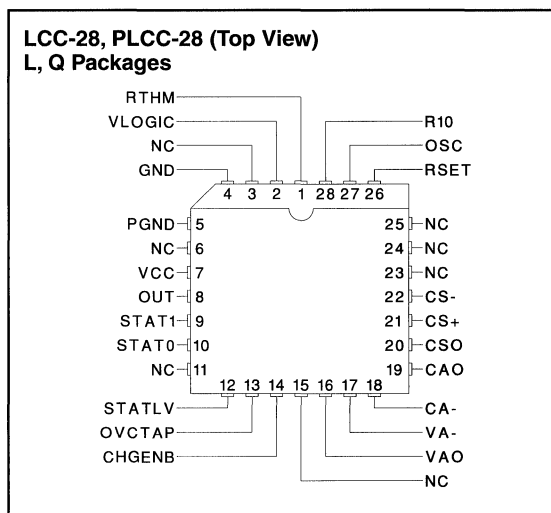 LCC-28, PLCC-28 (Top View)
L, Q Packages
RTHM
VLOGIC
NC
GND
R10
OSC
RSET
4 3 2 1 28 27 26
PGND 5
NC 6
VCC 7
OUT 8
STAT1 9
STAT0 10
NC 11
25 NC
24 NC
23 NC
22 CS-
21 CS+
20 CSO
19 CAO
12 13 14 15 16 17 18
STATLV
OVCTAP
CHGENB
CA-
VA-
VAO
NC